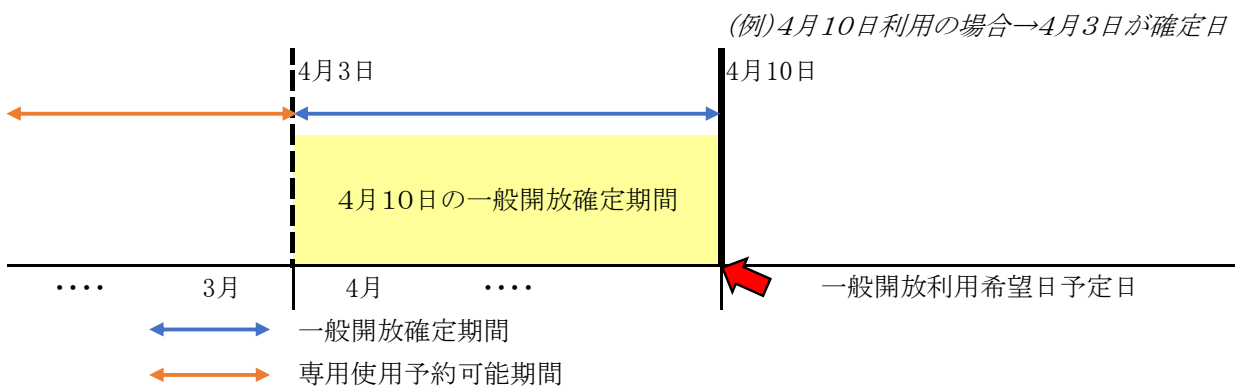 (例)4月10日利用の場合→4月3日が確定日
4月3日
4月10日
4月10日の一般開放確定期間
‥‥
3月
4月
‥‥
一般開放利用希望日予定日
一般開放確定期間
専用使用予約可能期間